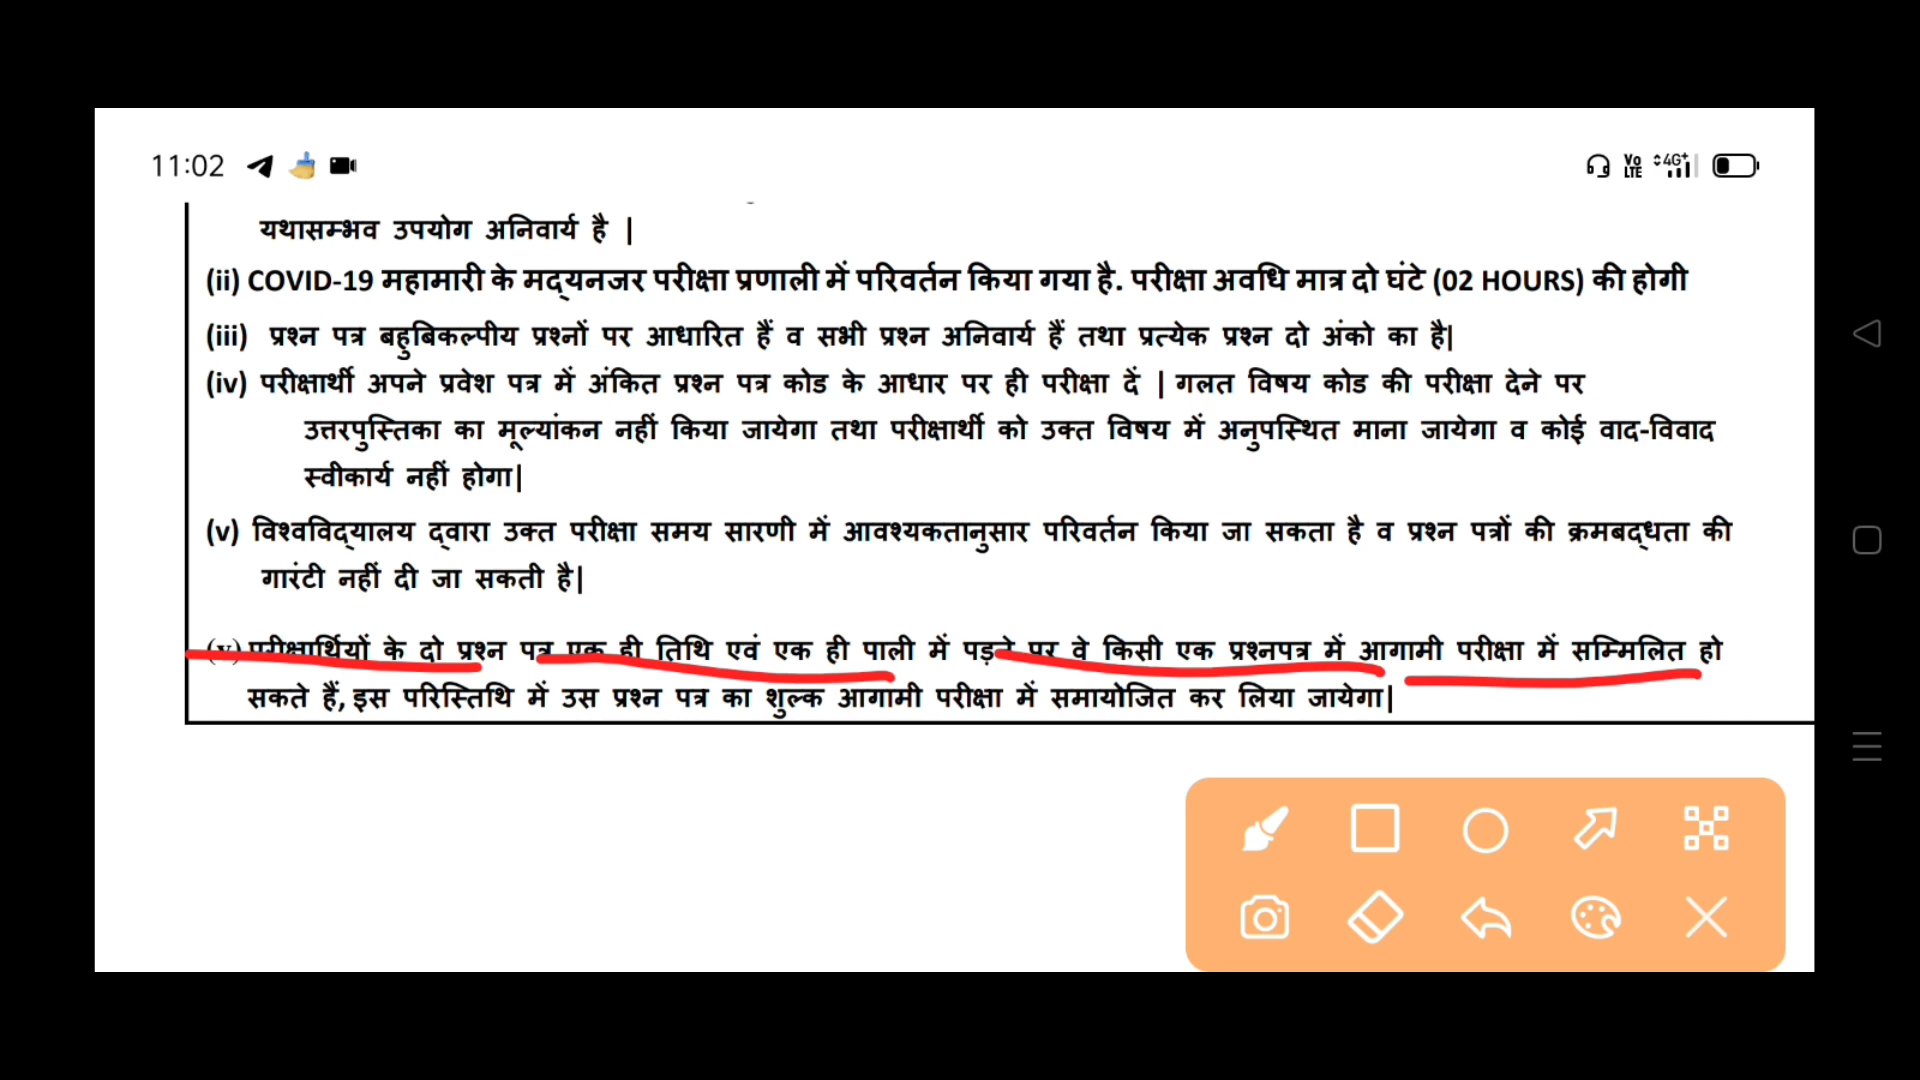 11:02
Vo LTE 4G+
यथासम्भव उपयोग अनिवार्य है |
(ii) COVID-19 महामारी के मद्यनजर परीक्षा प्रणाली में परिवर्तन किया गया है. परीक्षा अवधि मात्र दो घंटे (02 HOURS) की होगी
(iii) प्रश्न पत्र बहुबिकल्पीय प्रश्नों पर आधारित हैं व सभी प्रश्न अनिवार्य हैं तथा प्रत्येक प्रश्न दो अंको का है|
(iv) परीक्षार्थी अपने प्रवेश पत्र में अंकित प्रश्न पत्र कोड के आधार पर ही परीक्षा दें | गलत विषय कोड की परीक्षा देने पर
उत्तरपुस्तिका का मूल्यांकन नहीं किया जायेगा तथा परीक्षार्थी को उक्त विषय में अनुपस्थित माना जायेगा व कोई वाद-विवाद
स्वीकार्य नहीं होगा|
(v) विश्वविद्यालय द्वारा उक्त परीक्षा समय सारणी में आवश्यकतानुसार परिवर्तन किया जा सकता है व प्रश्न पत्रों की क्रमबद्धता की
गारंटी नहीं दी जा सकती है|
(v) परीक्षार्थियों के दो प्रश्न पत्र एक ही तिथि एवं एक ही पाली में पड़ने पर वे किसी एक प्रश्नपत्र में आगामी परीक्षा में सम्मिलित हो
सकते हैं, इस परिस्तिथि में उस प्रश्न पत्र का शुल्क आगामी परीक्षा में समायोजित कर लिया जायेगा|